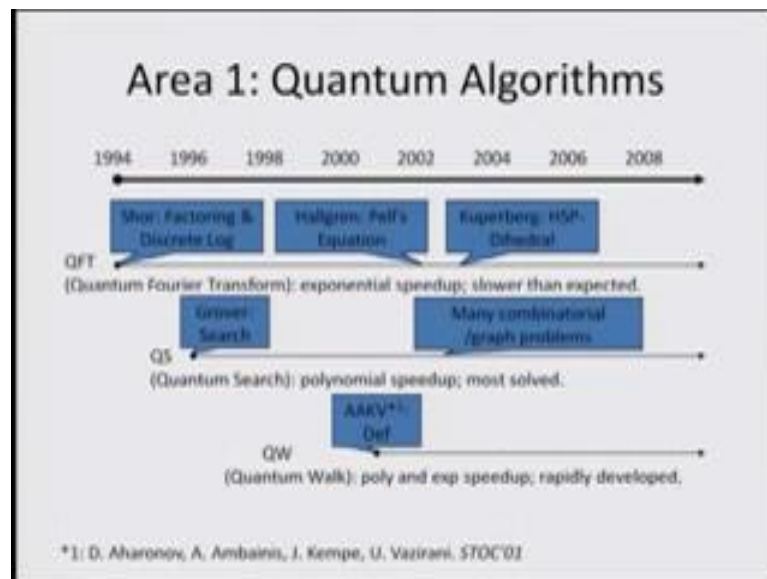 Area 1: Quantum Algorithms
1994 1996 1998 2000 2002 2004 2006 2008
Shor: Factoring & Discrete Log
Hallgren: Pell's Equation
Kuperberg: HSP-Dihedral
QFT
(Quantum Fourier Transform): exponential speedup; slower than expected.
Grover: Search
Many combinatorial /graph problems
QS
(Quantum Search): polynomial speedup; most solved.
AAKV*1: Def
QW
(Quantum Walk): poly and exp speedup; rapidly developed.
*1: D. Aharonov, A. Ambainis, J. Kempe, U. Vazirani. STOC'01